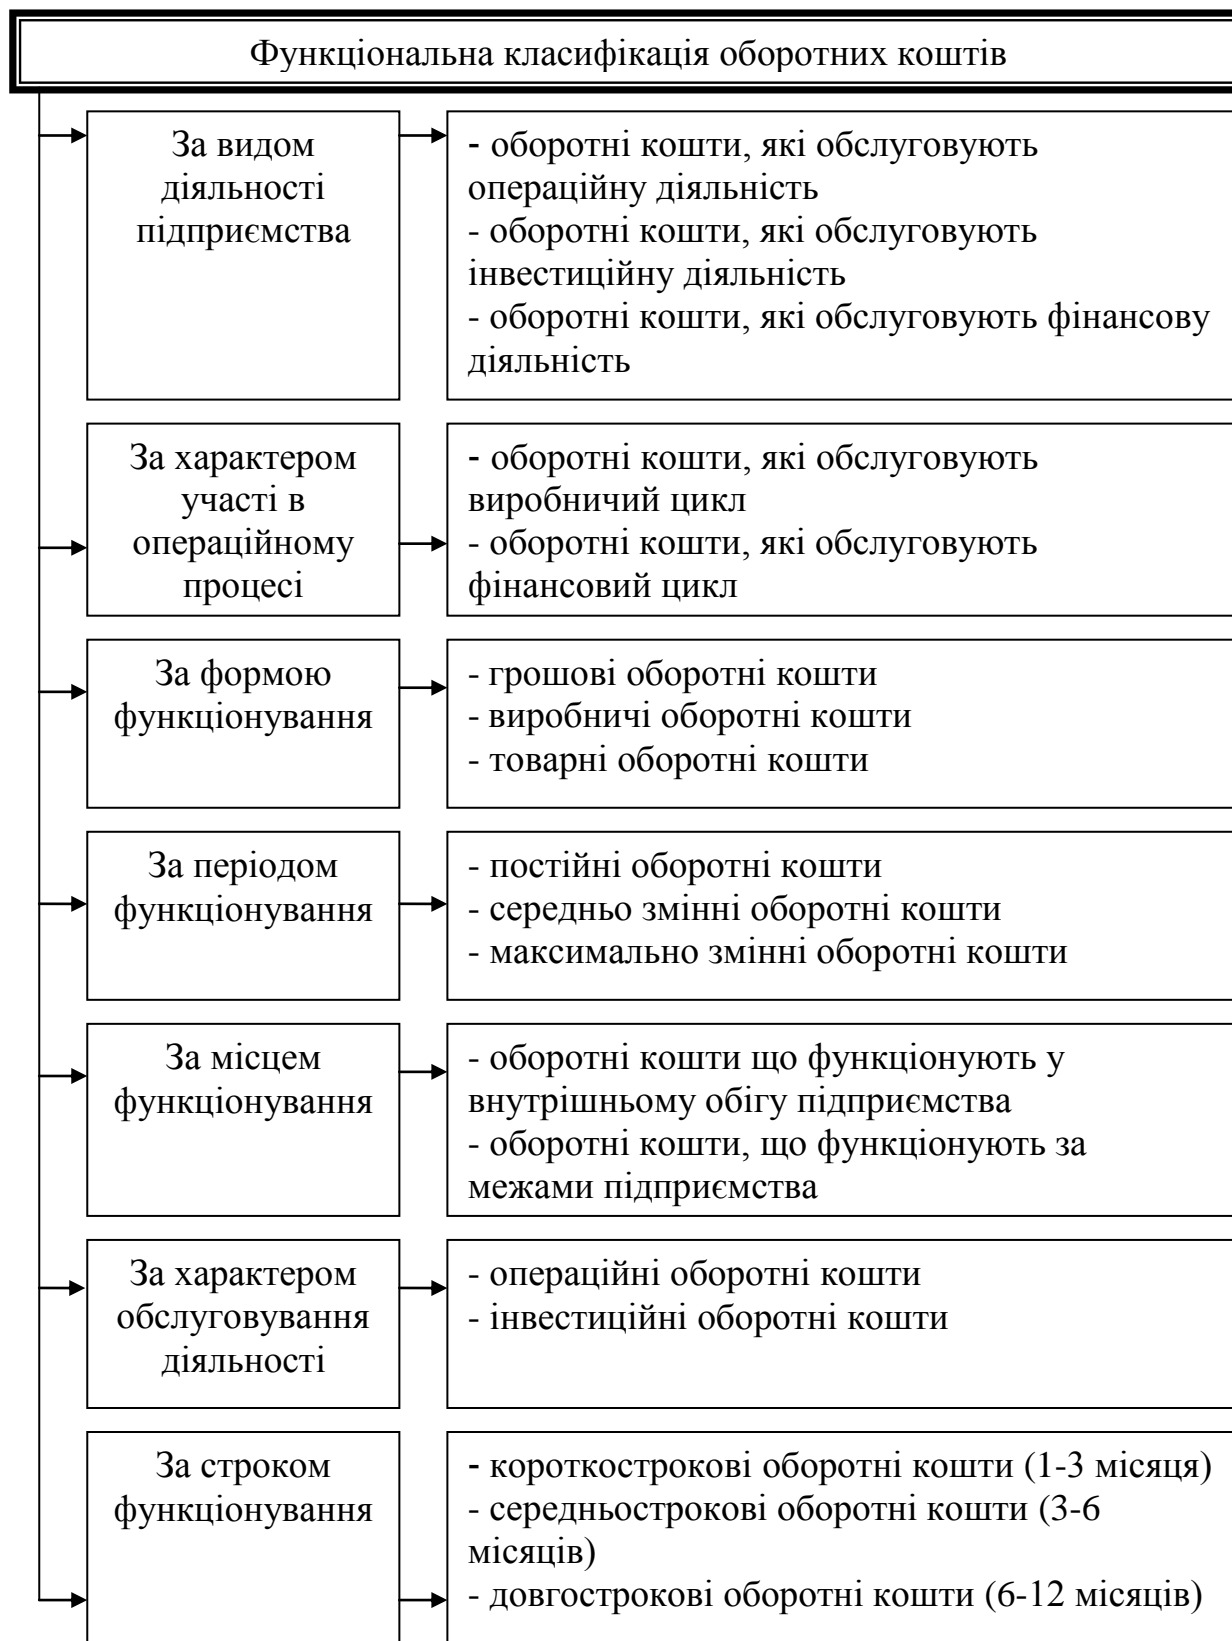 Функціональна класифікація оборотних коштів
За видом
діяльності
підприємства
- оборотні кошти, які обслуговують
операційну діяльність
- оборотні кошти, які обслуговують
інвестиційну діяльність
- оборотні кошти, які обслуговують фінансову
діяльність
За характером
участі в
операційному
процесі
- оборотні кошти, які обслуговують
виробничий цикл
- оборотні кошти, які обслуговують
фінансовий цикл
За формою
функціонування
- грошові оборотні кошти
- виробничі оборотні кошти
- товарні оборотні кошти
За періодом
функціонування
- постійні оборотні кошти
- середньо змінні оборотні кошти
- максимально змінні оборотні кошти
За місцем
функціонування
- оборотні кошти що функціонують у
внутрішньому обігу підприємства
- оборотні кошти, що функціонують за
межами підприємства
За характером
обслуговування
діяльності
- операційні оборотні кошти
- інвестиційні оборотні кошти
За строком
функціонування
- короткострокові оборотні кошти (1-3 місяця)
- середньострокові оборотні кошти (3-6
місяців)
- довгострокові оборотні кошти (6-12 місяців)